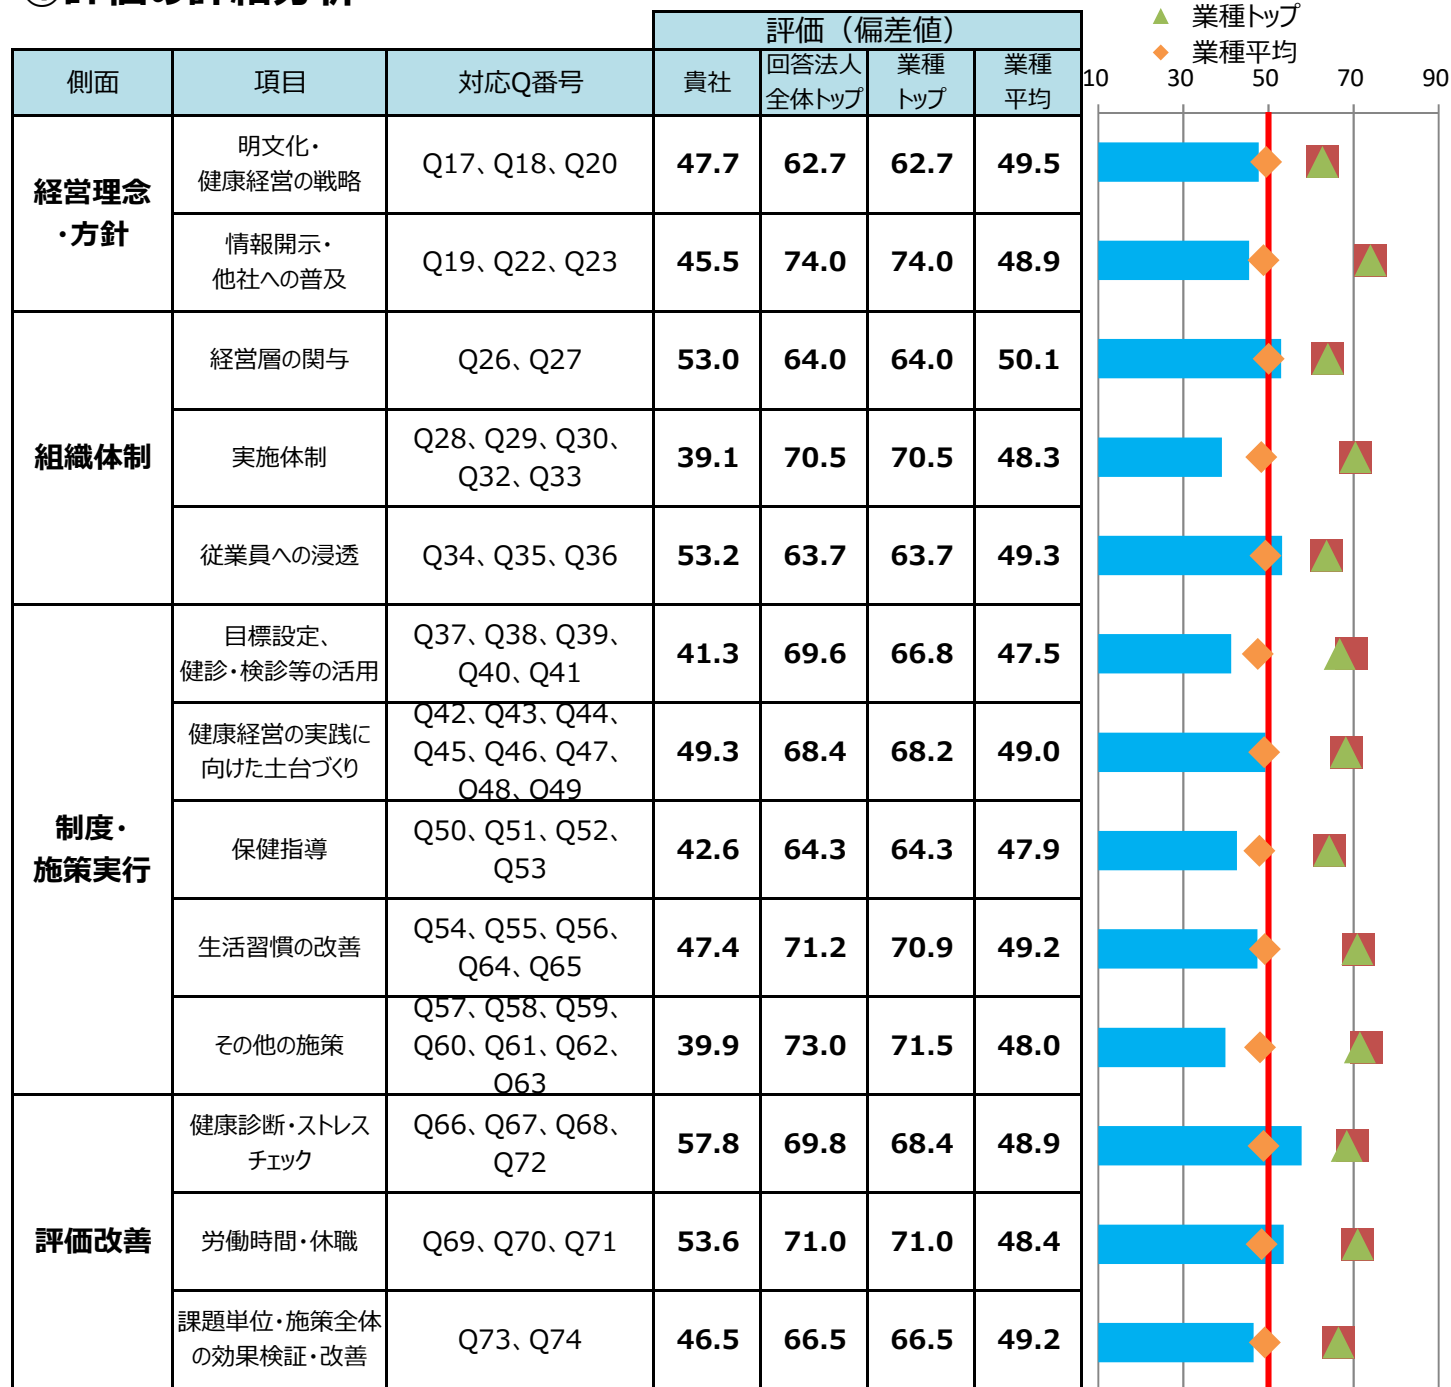 ①評価の詳細分析
▲ 業種トップ
◆ 業種平均
評価（偏差値）
側面 項目 対応Q番号 貴社 回答法人全体トップ 業種トップ 業種平均
10 30 50 70 90
経営理念・方針
明文化・健康経営の戦略 Q17、Q18、Q20 47.7 62.7 62.7 49.5
情報開示・他社への普及 Q19、Q22、Q23 45.5 74.0 74.0 48.9
組織体制
経営層の関与 Q26、Q27 53.0 64.0 64.0 50.1
実施体制 Q28、Q29、Q30、Q32、Q33 39.1 70.5 70.5 48.3
従業員への浸透 Q34、Q35、Q36 53.2 63.7 63.7 49.3
制度・施策実行
目標設定、健診・検診等の活用 Q37、Q38、Q39、Q40、Q41 41.3 69.6 66.8 47.5
健康経営の実践に向けた土台づくり Q42、Q43、Q44、Q45、Q46、Q47、Q48、Q49 49.3 68.4 68.2 49.0
保健指導 Q50、Q51、Q52、Q53 42.6 64.3 64.3 47.9
生活習慣の改善 Q54、Q55、Q56、Q64、Q65 47.4 71.2 70.9 49.2
その他の施策 Q57、Q58、Q59、Q60、Q61、Q62、Q63 39.9 73.0 71.5 48.0
評価改善
健康診断・ストレスチェック Q66、Q67、Q68、Q72 57.8 69.8 68.4 48.9
労働時間・休職 Q69、Q70、Q71 53.6 71.0 71.0 48.4
課題単位・施策全体の効果検証・改善 Q73、Q74 46.5 66.5 66.5 49.2